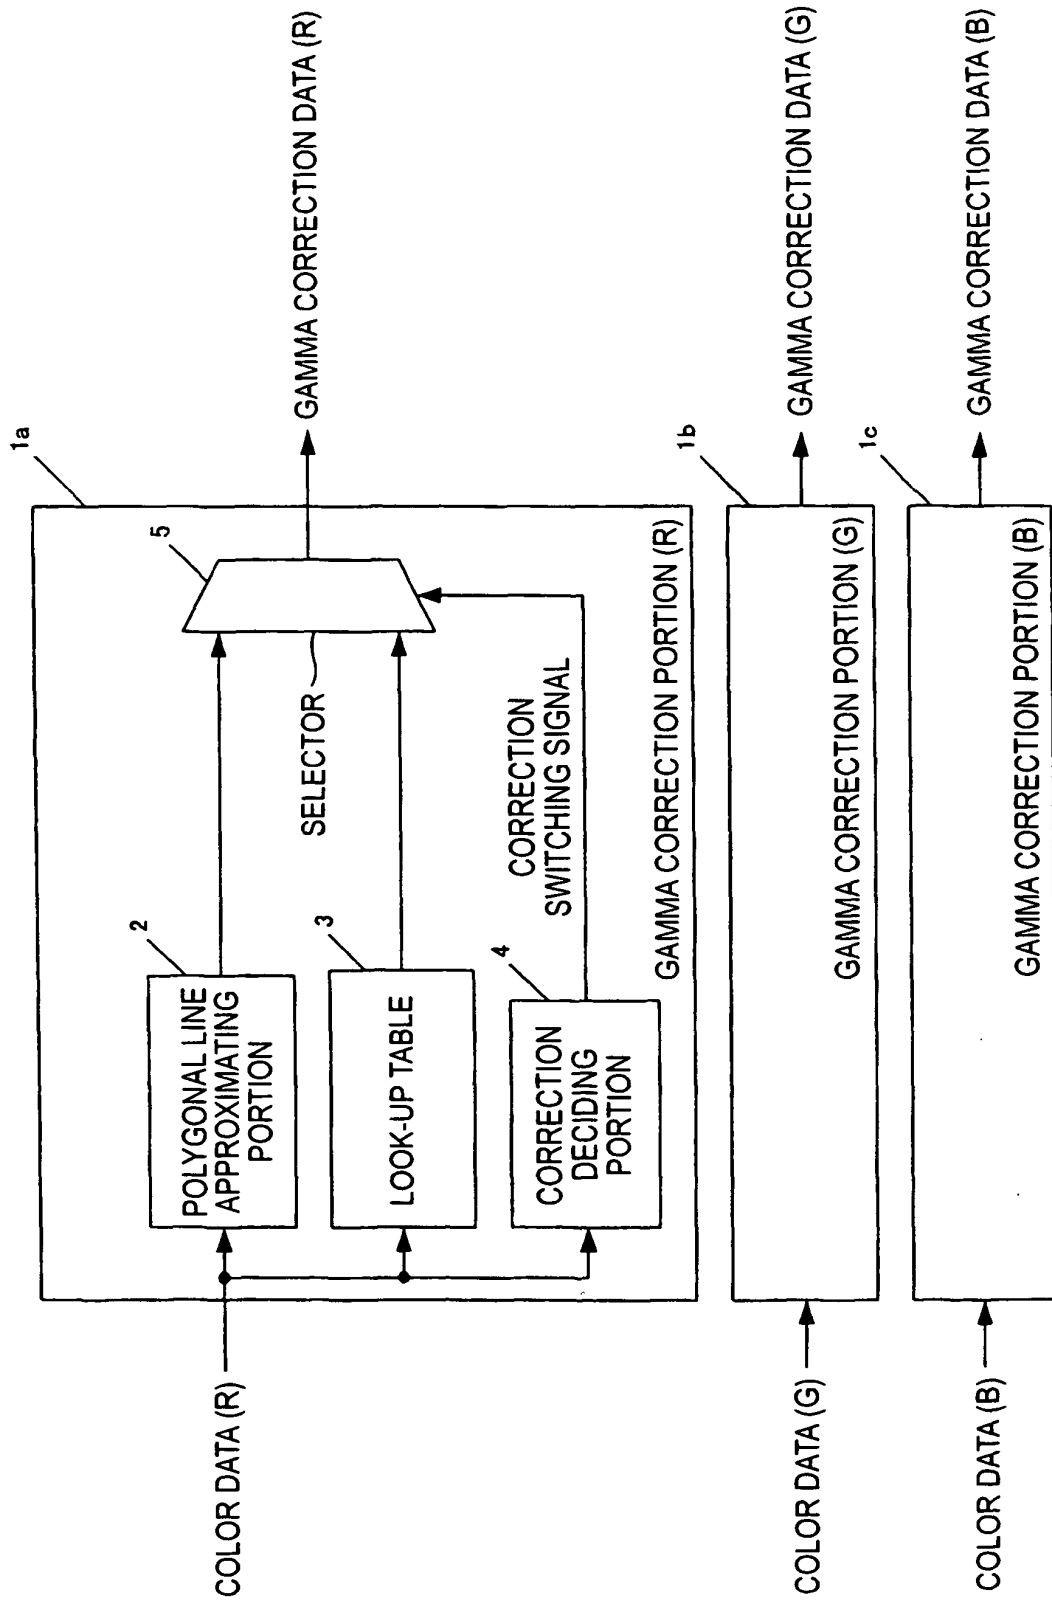 1a
COLOR DATA (R)
2
POLYGONAL LINE
APPROXIMATING
PORTION
5
GAMMA CORRECTION DATA (R)
SELECTOR
3
LOOK-UP TABLE
4
CORRECTION
DECIDING
PORTION
CORRECTION
SWITCHING SIGNAL
GAMMA CORRECTION PORTION (R)
1b
COLOR DATA (G)
GAMMA CORRECTION DATA (G)
GAMMA CORRECTION PORTION (G)
1c
COLOR DATA (B)
GAMMA CORRECTION DATA (B)
GAMMA CORRECTION PORTION (B)